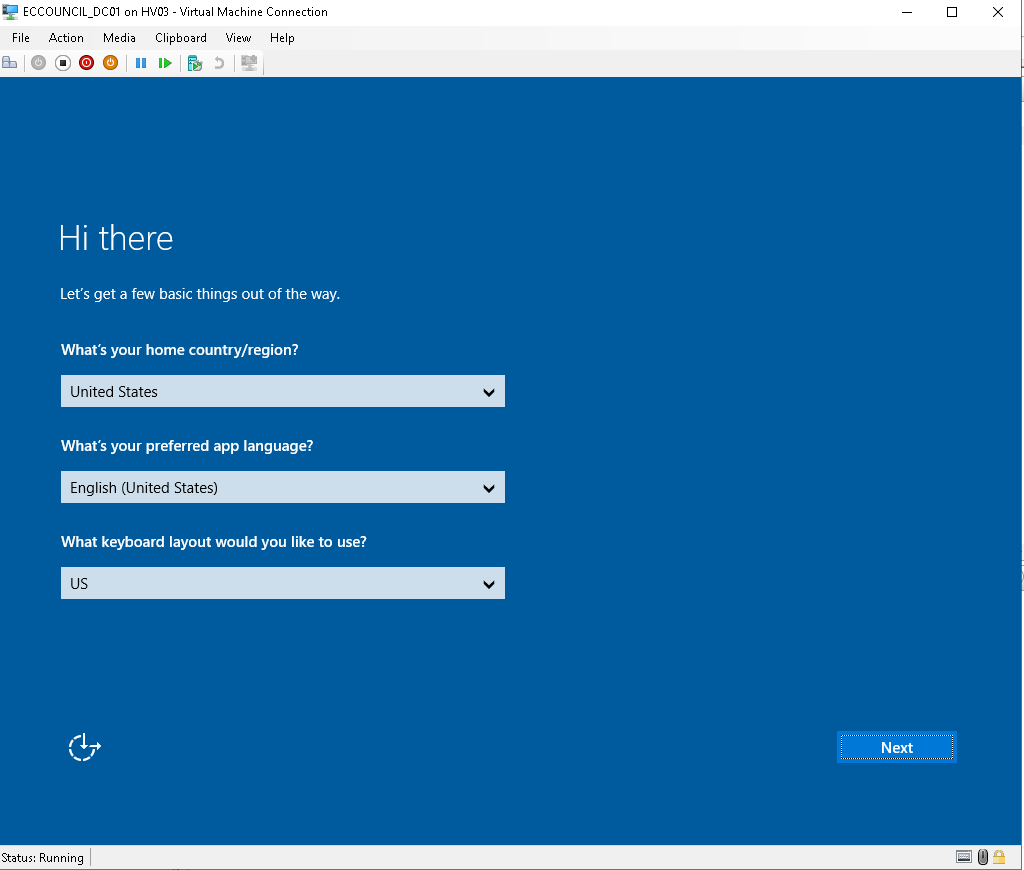 ECCOUNCIL_DC01 on HV03 - Virtual Machine Connection
File Action Media Clipboard View Help
Hi there
Let's get a few basic things out of the way.
What's your home country/region?
United States
What's your preferred app language?
English (United States)
What keyboard layout would you like to use?
US
Next
Status: Running